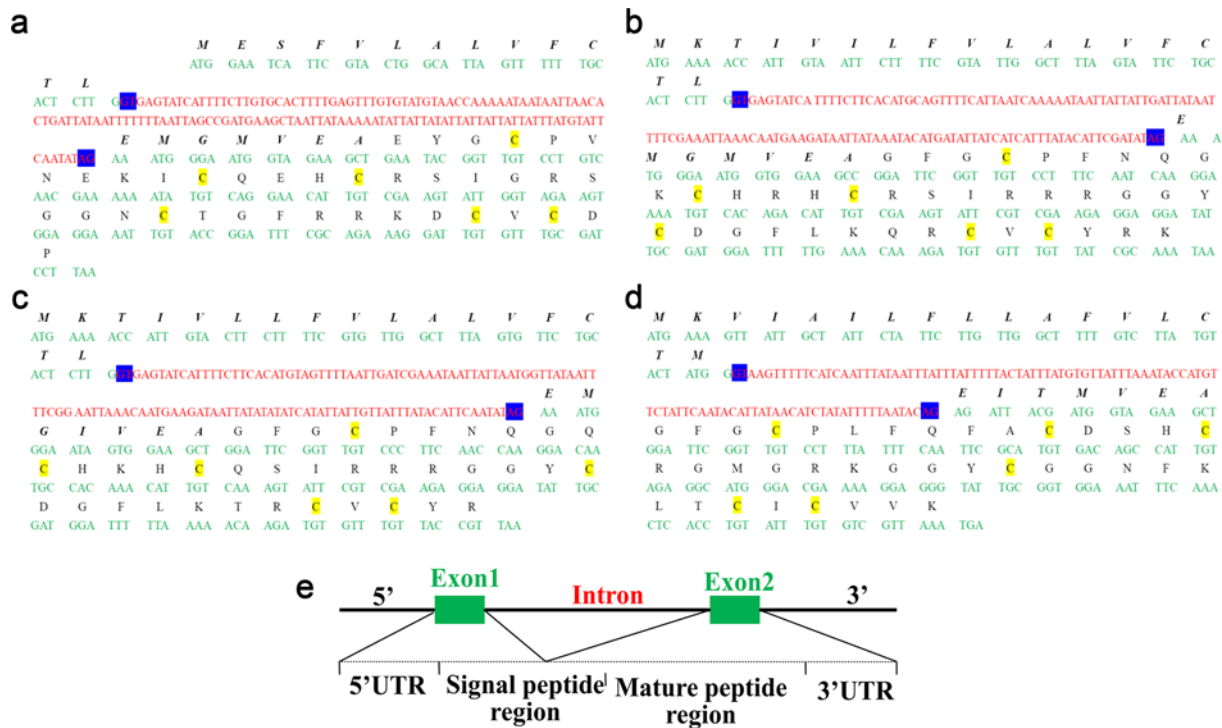 a
M E S F V L A L V F C
ATG GAA TCA TTC GTA CTG GCA TTA GTT TTT TGC
T L
ACT CTT GGTGAGTATCATTTTCTTGTGCACTTTTGAGTTTGTGTATGTAACCAAAAATAATAATTAACA
CTGATTATAATTTTTTTAATTAGCCGATGAAGCTAATTATAAAAATATTATATTATTATTATTATTTATGTATT
E M G M V E A E Y G C P V
CAATATAG AA ATG GGA ATG GTA GAA GCT GAA TAC GGT TGT CCT GTC
N E K I C Q E H C R S I G R S
AAC GAA AAA ATA TGT CAG GAA CAT TGT CGA AGT ATT GGT AGA AGT
G G N C T G F R R K D C V C D
GGA GGA AAT TGT ACC GGA TTT CGC AGA AAG GAT TGT GTT TGC GAT
P
CCT TAA
b
M K T I V I L F V L A L V F C
ATG AAA ACC ATT GTA ATT CTT TTC GTA TTG GCT TTA GTA TTC TGC
T L
ACT CTT GGTGAGTATCATTTTCTTCACATGCAGTTTTCATTAATCAAAAATAATTATTATTGATTATAAT
E
TTTCGAAATTAAACAATGAAGATAATTATAAATACATGATATTATCATCATTTATACATTCGATATAG AA A
M G M V E A G F G C P F N Q G
TG GGA ATG GTG GAA GCC GGA TTC GGT TGT CCT TTC AAT CAA GGA
K C H R H C R S I R R R G G Y
AAA TGT CAC AGA CAT TGT CGA AGT ATT CGT CGA AGA GGA GGA TAT
C D G F L K Q R C V C Y R K
TGC GAT GGA TTT TTG AAA CAA AGA TGT GTT TGT TAT CGC AAA TAA
c
M K T I V L L F V L A L V F C
ATG AAA ACC ATT GTA CTT CTT TTC GTG TTG GCT TTA GTG TTC TGC
T L
ACT CTT GGTGAGTATCATTTTCTTCACATGTAGTTTTAATTGATCGAAATAATTATTAATGGTTATAATT
E M
TTCGGAATTAAACAATGAAGATAATTATATATATCATATTATTGTTATTTATACATTCAATATAG AA ATG
G I V E A G F G C P F N Q G Q
GGA ATA GTG GAA GCT GGA TTC GGT TGT CCC TTC AAC CAA GGA CAA
C H K H C Q S I R R R G G Y C
TGC CAC AAA CAT TGT CAA AGT ATT CGT CGA AGA GGA GGA TAT TGC
D G F L K T R C V C Y R
GAT GGA TTT TTA AAA ACA AGA TGT GTT TGT TAC CGT TAA
d
M K V I A I L F L L A F V L C
ATG AAA GTT ATT GCT ATT CTA TTC TTG TTG GCT TTT GTC TTA TGT
T M
ACT ATG GGTAAGTTTTTCATCAATTTATAATTTATTTATTTTTACTATTTATGTGTTATTTAAATACCATGT
E I T M V E A
TCTATTCAATACATTATAACATCTATATTTTTAATACAG AG ATT ACG ATG GTA GAA GCT
G F G C P L F Q F A C D S H C
GGA TTC GGT TGT CCT TTA TTT CAA TTC GCA TGT GAC AGC CAT TGT
R G M G R K G G Y C G G N F K
AGA GGC ATG GGA CGA AAA GGA GGG TAT TGC GGT GGA AAT TTC AAA
L T C I C V V K
CTC ACC TGT ATT TGT GTC GTT AAA TGA
e
Exon1 Exon2
5’ Intron 3’
5’UTR Signal peptide region Mature peptide region 3’UTR